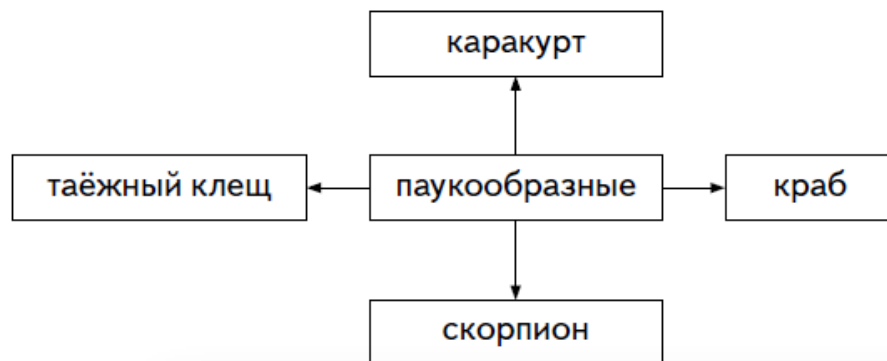 каракурт
таёжный клещ
паукообразные
краб
скорпион